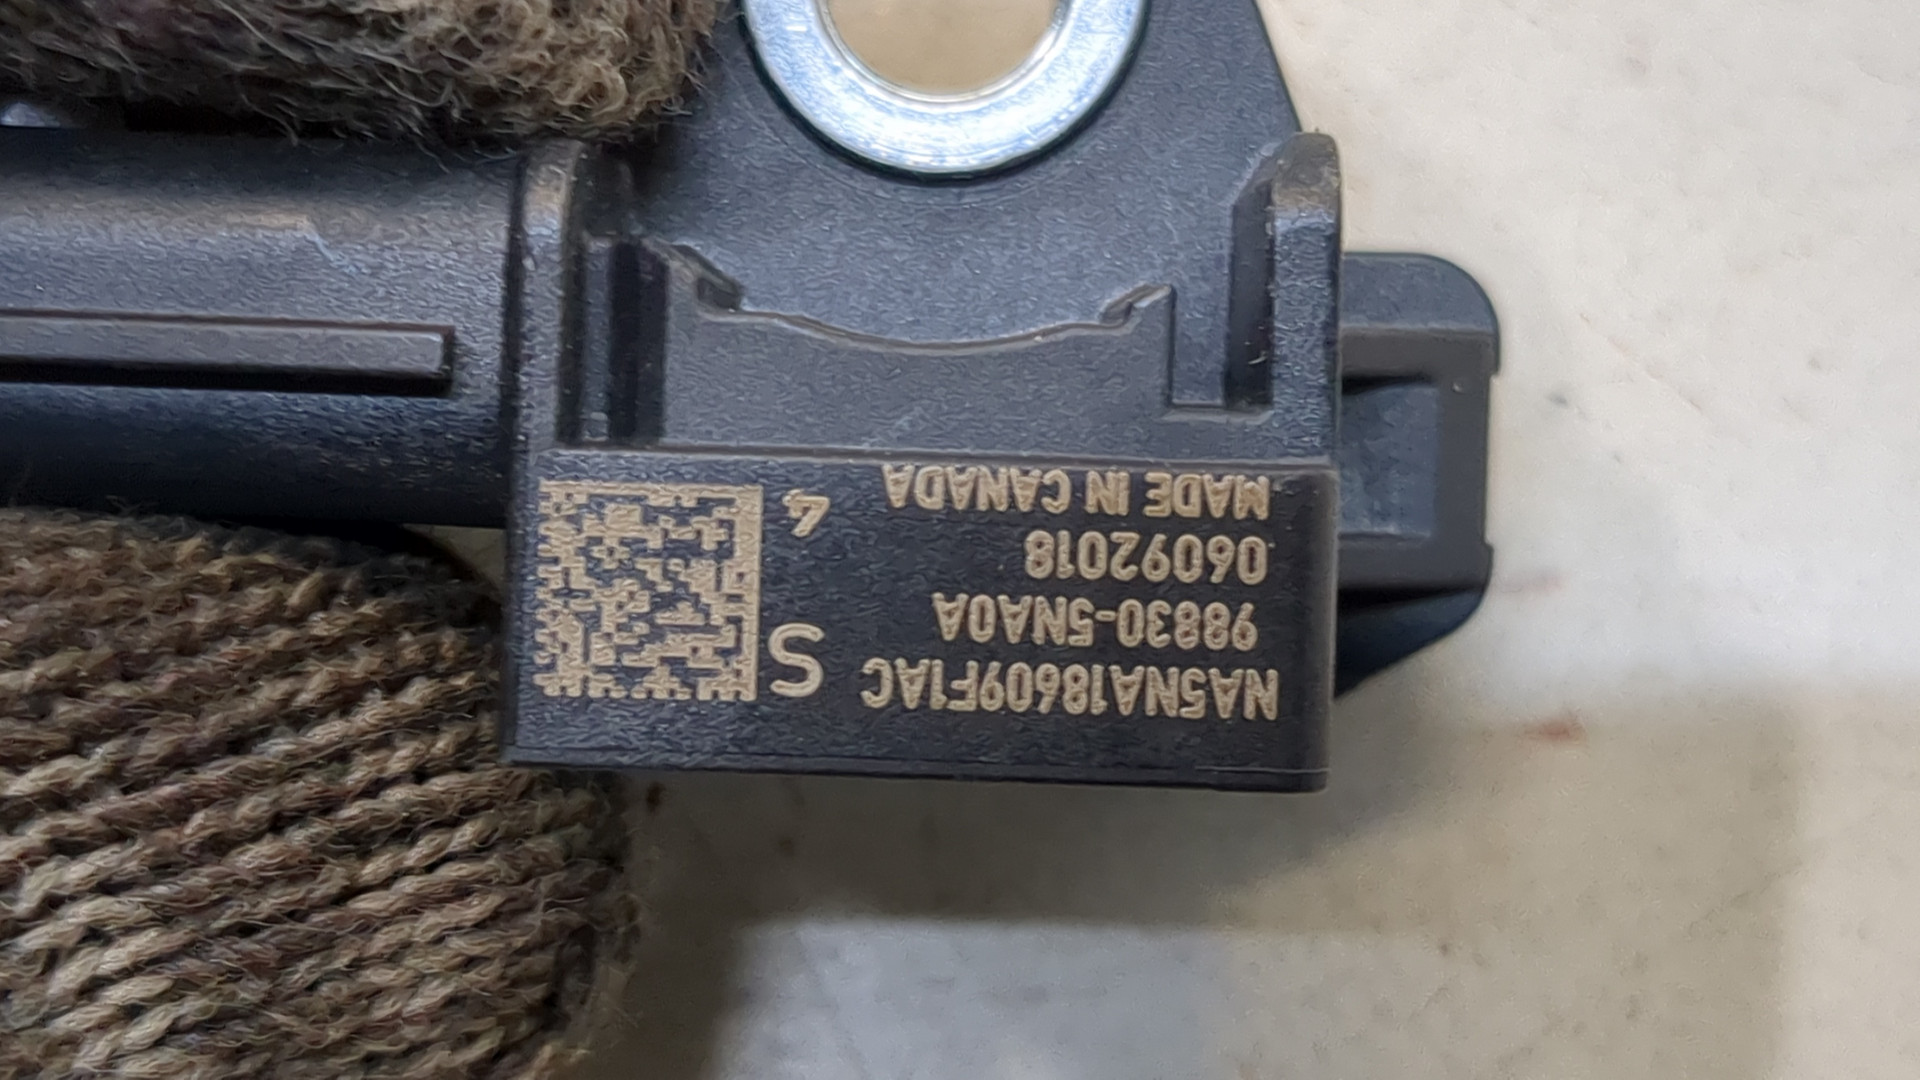 NA5NA18609F1AC
98830-5NA0A
06092018
MADE IN CANADA
S
4